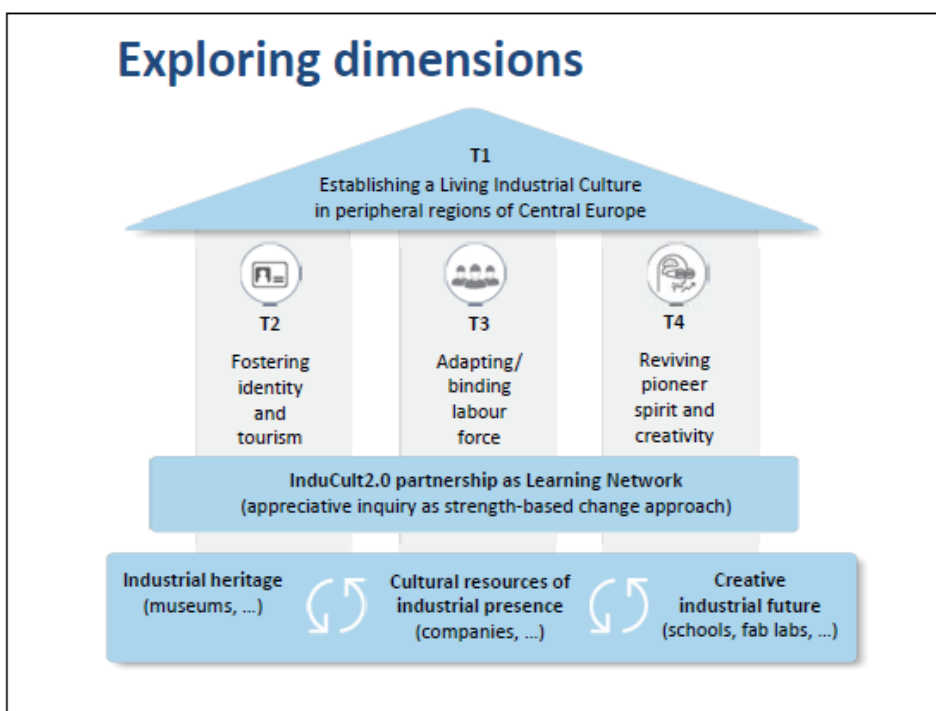 Exploring dimensions
T1
Establishing a Living Industrial Culture
in peripheral regions of Central Europe
T2
Fostering
identity
and
tourism
T3
Adapting/
binding
labour
force
T4
Reviving
pioneer
spirit and
creativity
InduCult2.0 partnership as Learning Network
(appreciative inquiry as strength-based change approach)
Industrial heritage
(museums, ...)
Cultural resources of
industrial presence
(companies, ...)
Creative
industrial future
(schools, fab labs, ...)